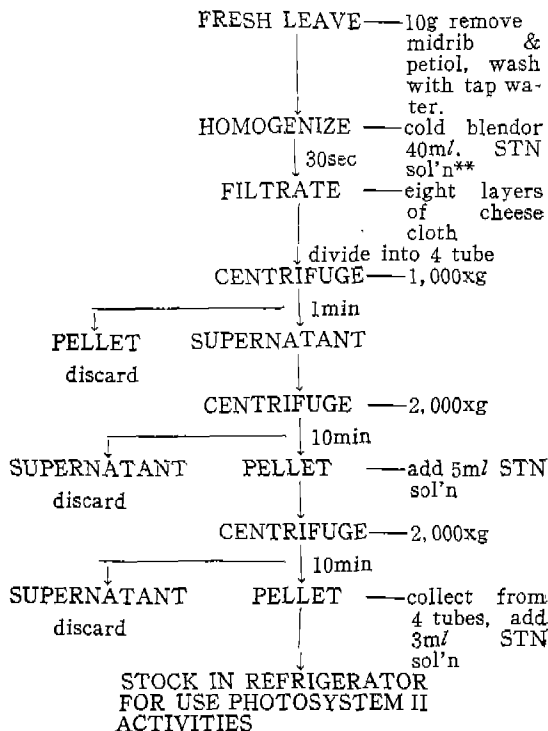 FRESH LEAVE —10g remove
midrib &
petiol, wash
with tap wa-
ter.
HOMOGENIZE —cold blendor
40ml. STN
sol'n**
30sec
FILTRATE —eight layers
of cheese
cloth
divide into 4 tube
CENTRIFUGE —1,000xg
1min
PELLET SUPERNATANT
discard
CENTRIFUGE —2,000xg
10min
SUPERNATANT PELLET —add 5ml STN
sol'n
discard
CENTRIFUGE —2,000xg
10min
SUPERNATANT PELLET —collect from
4 tubes, add
3ml STN
sol'n
discard
STOCK IN REFRIGERATOR
FOR USE PHOTOSYSTEM II
ACTIVITIES